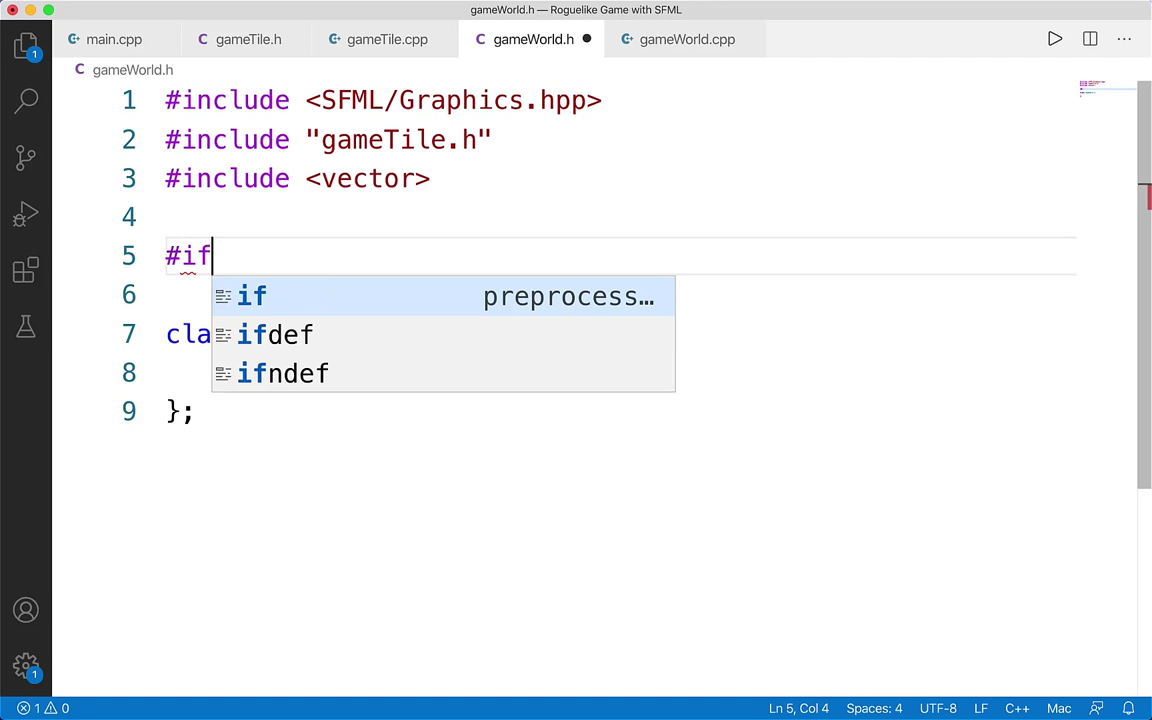 gameWorld.h — Roguelike Game with SFML
main.cpp gameTile.h gameTile.cpp gameWorld.h gameWorld.cpp
gameWorld.h
1 #include <SFML/Graphics.hpp>
2 #include "gameTile.h"
3 #include <vector>
4
5 #if
6 if preprocess…
7 cla ifdef
8 ifndef
9 };
1
1
1 0 Ln 5, Col 4 Spaces: 4 UTF-8 LF C++ Mac